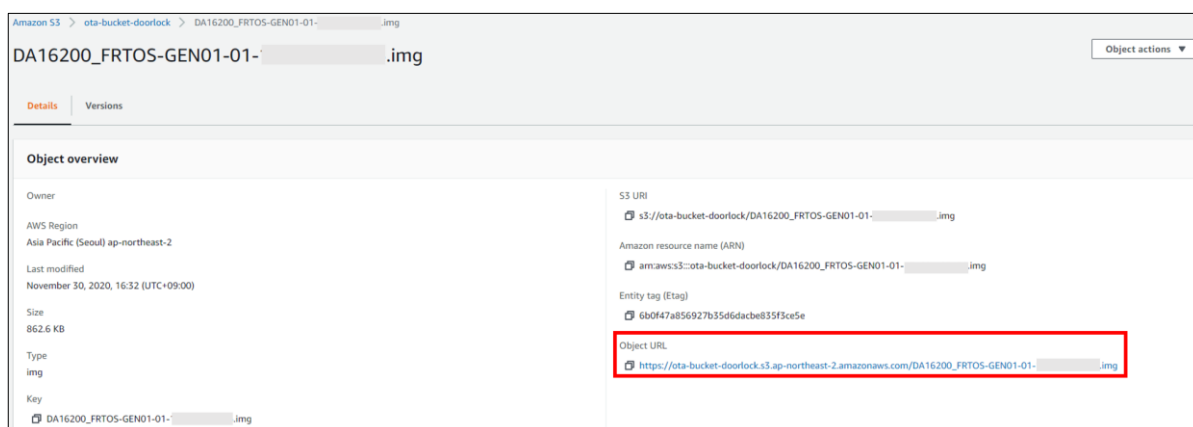 Amazon S3 > ota-bucket-doorlock > DA16200_FRTOS-GEN01-01- .img
DA16200_FRTOS-GEN01-01- .img
Object actions ▼
Details Versions
Object overview
Owner
AWS Region
Asia Pacific (Seoul) ap-northeast-2
Last modified
November 30, 2020, 16:32 (UTC+09:00)
Size
862.6 KB
Type
img
Key
DA16200_FRTOS-GEN01-01- .img
S3 URI
s3://ota-bucket-doorlock/DA16200_FRTOS-GEN01-01- .img
Amazon resource name (ARN)
arn:aws:s3:::ota-bucket-doorlock/DA16200_FRTOS-GEN01-01- .img
Entity tag (Etag)
6b0f47a856927b35d6dacbe835f3ce5e
Object URL
https://ota-bucket-doorlock.s3.ap-northeast-2.amazonaws.com/DA16200_FRTOS-GEN01-01- .img